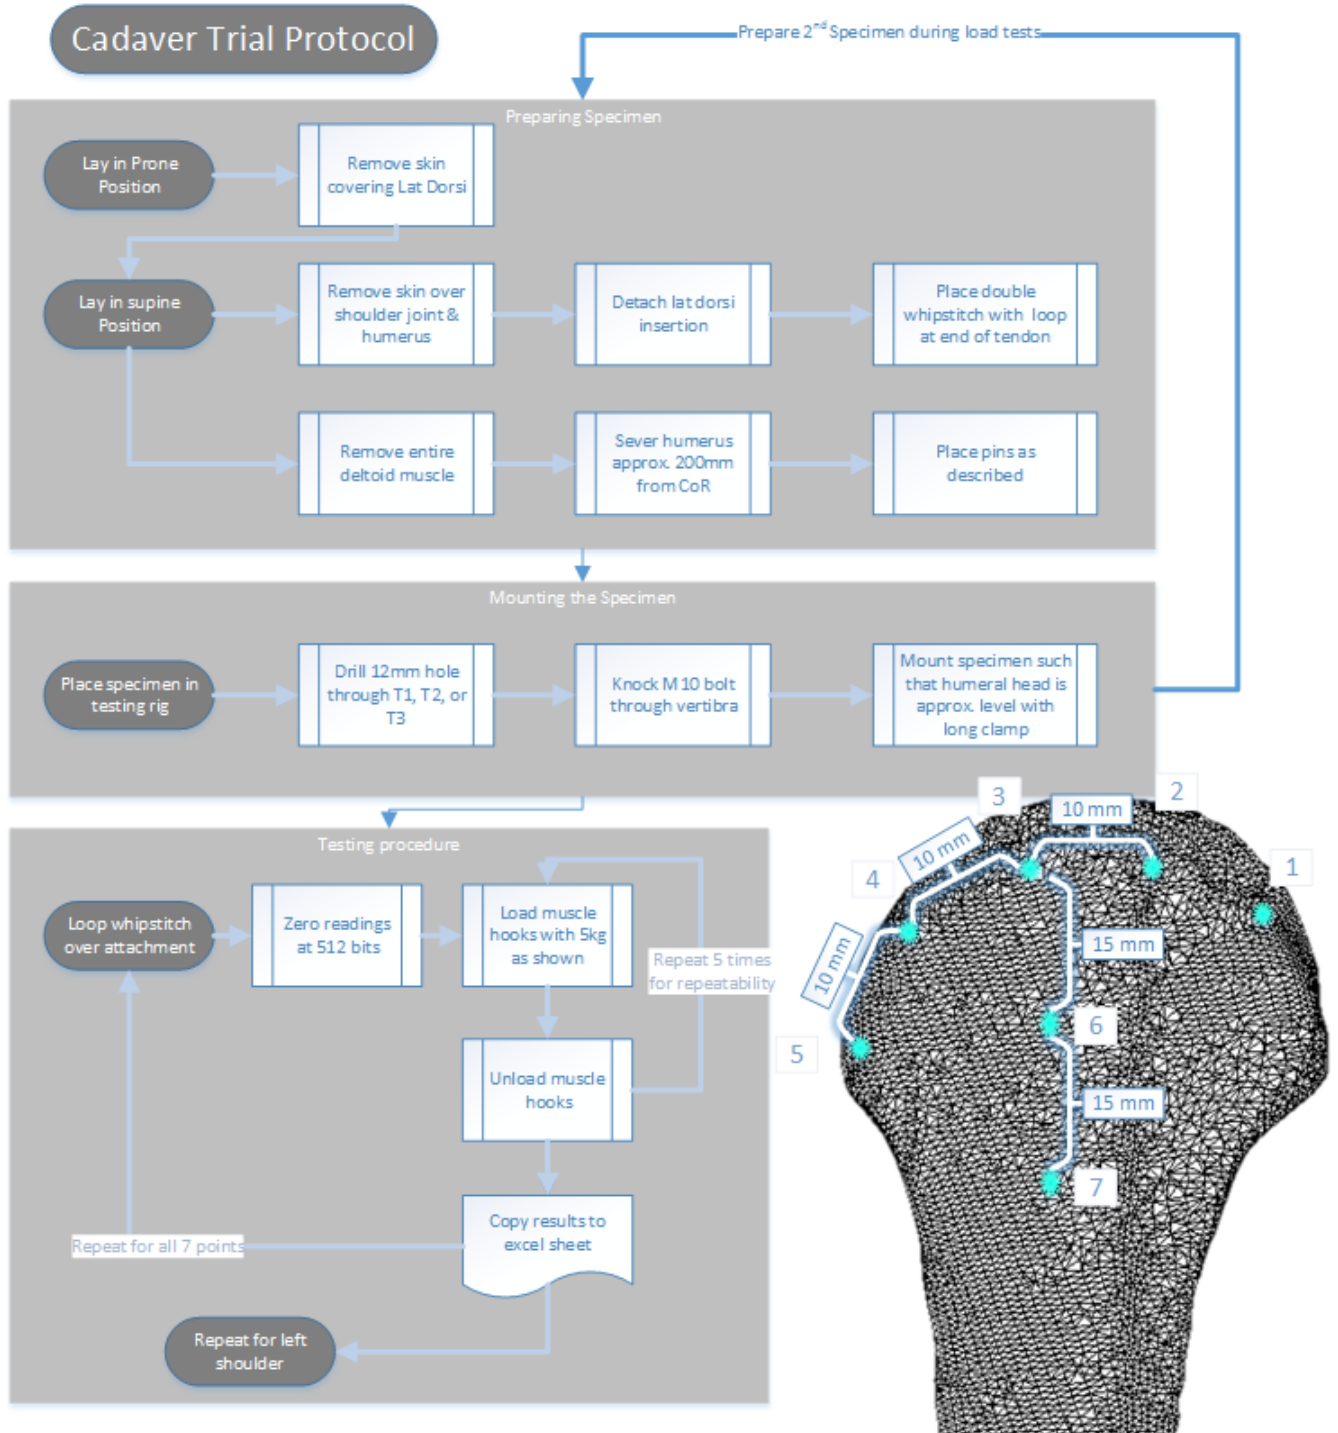 Cadaver Trial Protocol
Prepare 2nd Specimen during load tests
Preparing Specimen
Lay in Prone
Position
Remove skin
covering Lat Dorsi
Lay in supine
Position
Remove skin over
shoulder joint &
humerus
Detach lat dorsi
insertion
Place double
whipstitch with loop
at end of tendon
Remove entire
deltoid muscle
Sever humerus
approx. 200mm
from CoR
Place pins as
described
Mounting the Specimen
Place specimen in
testing rig
Drill 12mm hole
through T1, T2, or
T3
Knock M10 bolt
through vertibra
Mount specimen such
that humeral head is
approx. level with
long clamp
Testing procedure
Loop whipstitch
over attachment
Zero readings
at 512 bits
Load muscle
hooks with 5kg
as shown
Repeat 5 times
for repeatability
Unload muscle
hooks
Copy results to
excel sheet
Repeat for all 7 points
Repeat for left
shoulder
3
2
10 mm
10 mm
4
1
10 mm
15 mm
5
6
15 mm
7